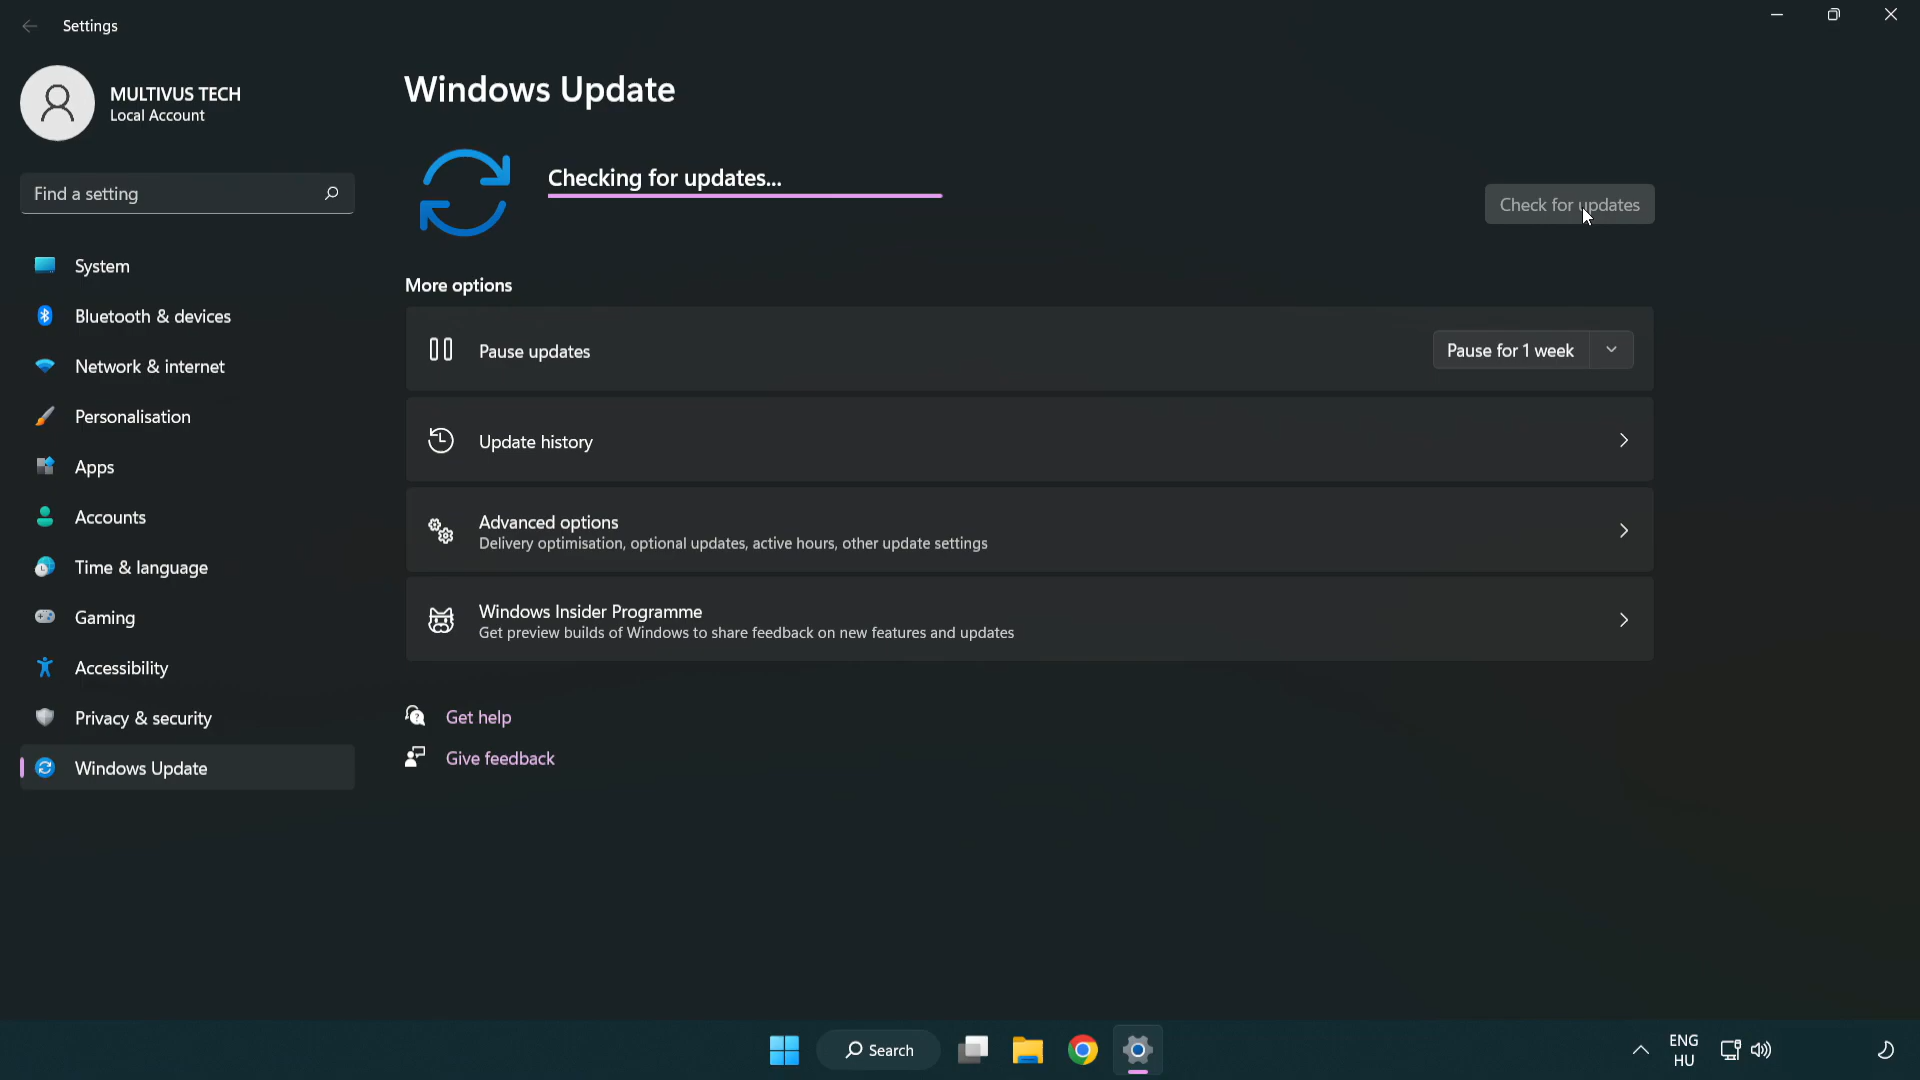 Settings
MULTIVUS TECH
Local Account
Find a setting
System
Bluetooth & devices
Network & internet
Personalisation
Apps
Accounts
Time & language
Gaming
Accessibility
Privacy & security
Windows Update
Windows Update
Checking for updates...
Check for updates
More options
Pause updates
Pause for 1 week
Update history
Advanced options
Delivery optimisation, optional updates, active hours, other update settings
Windows Insider Programme
Get preview builds of Windows to share feedback on new features and updates
Get help
Give feedback
Search
ENG
HU